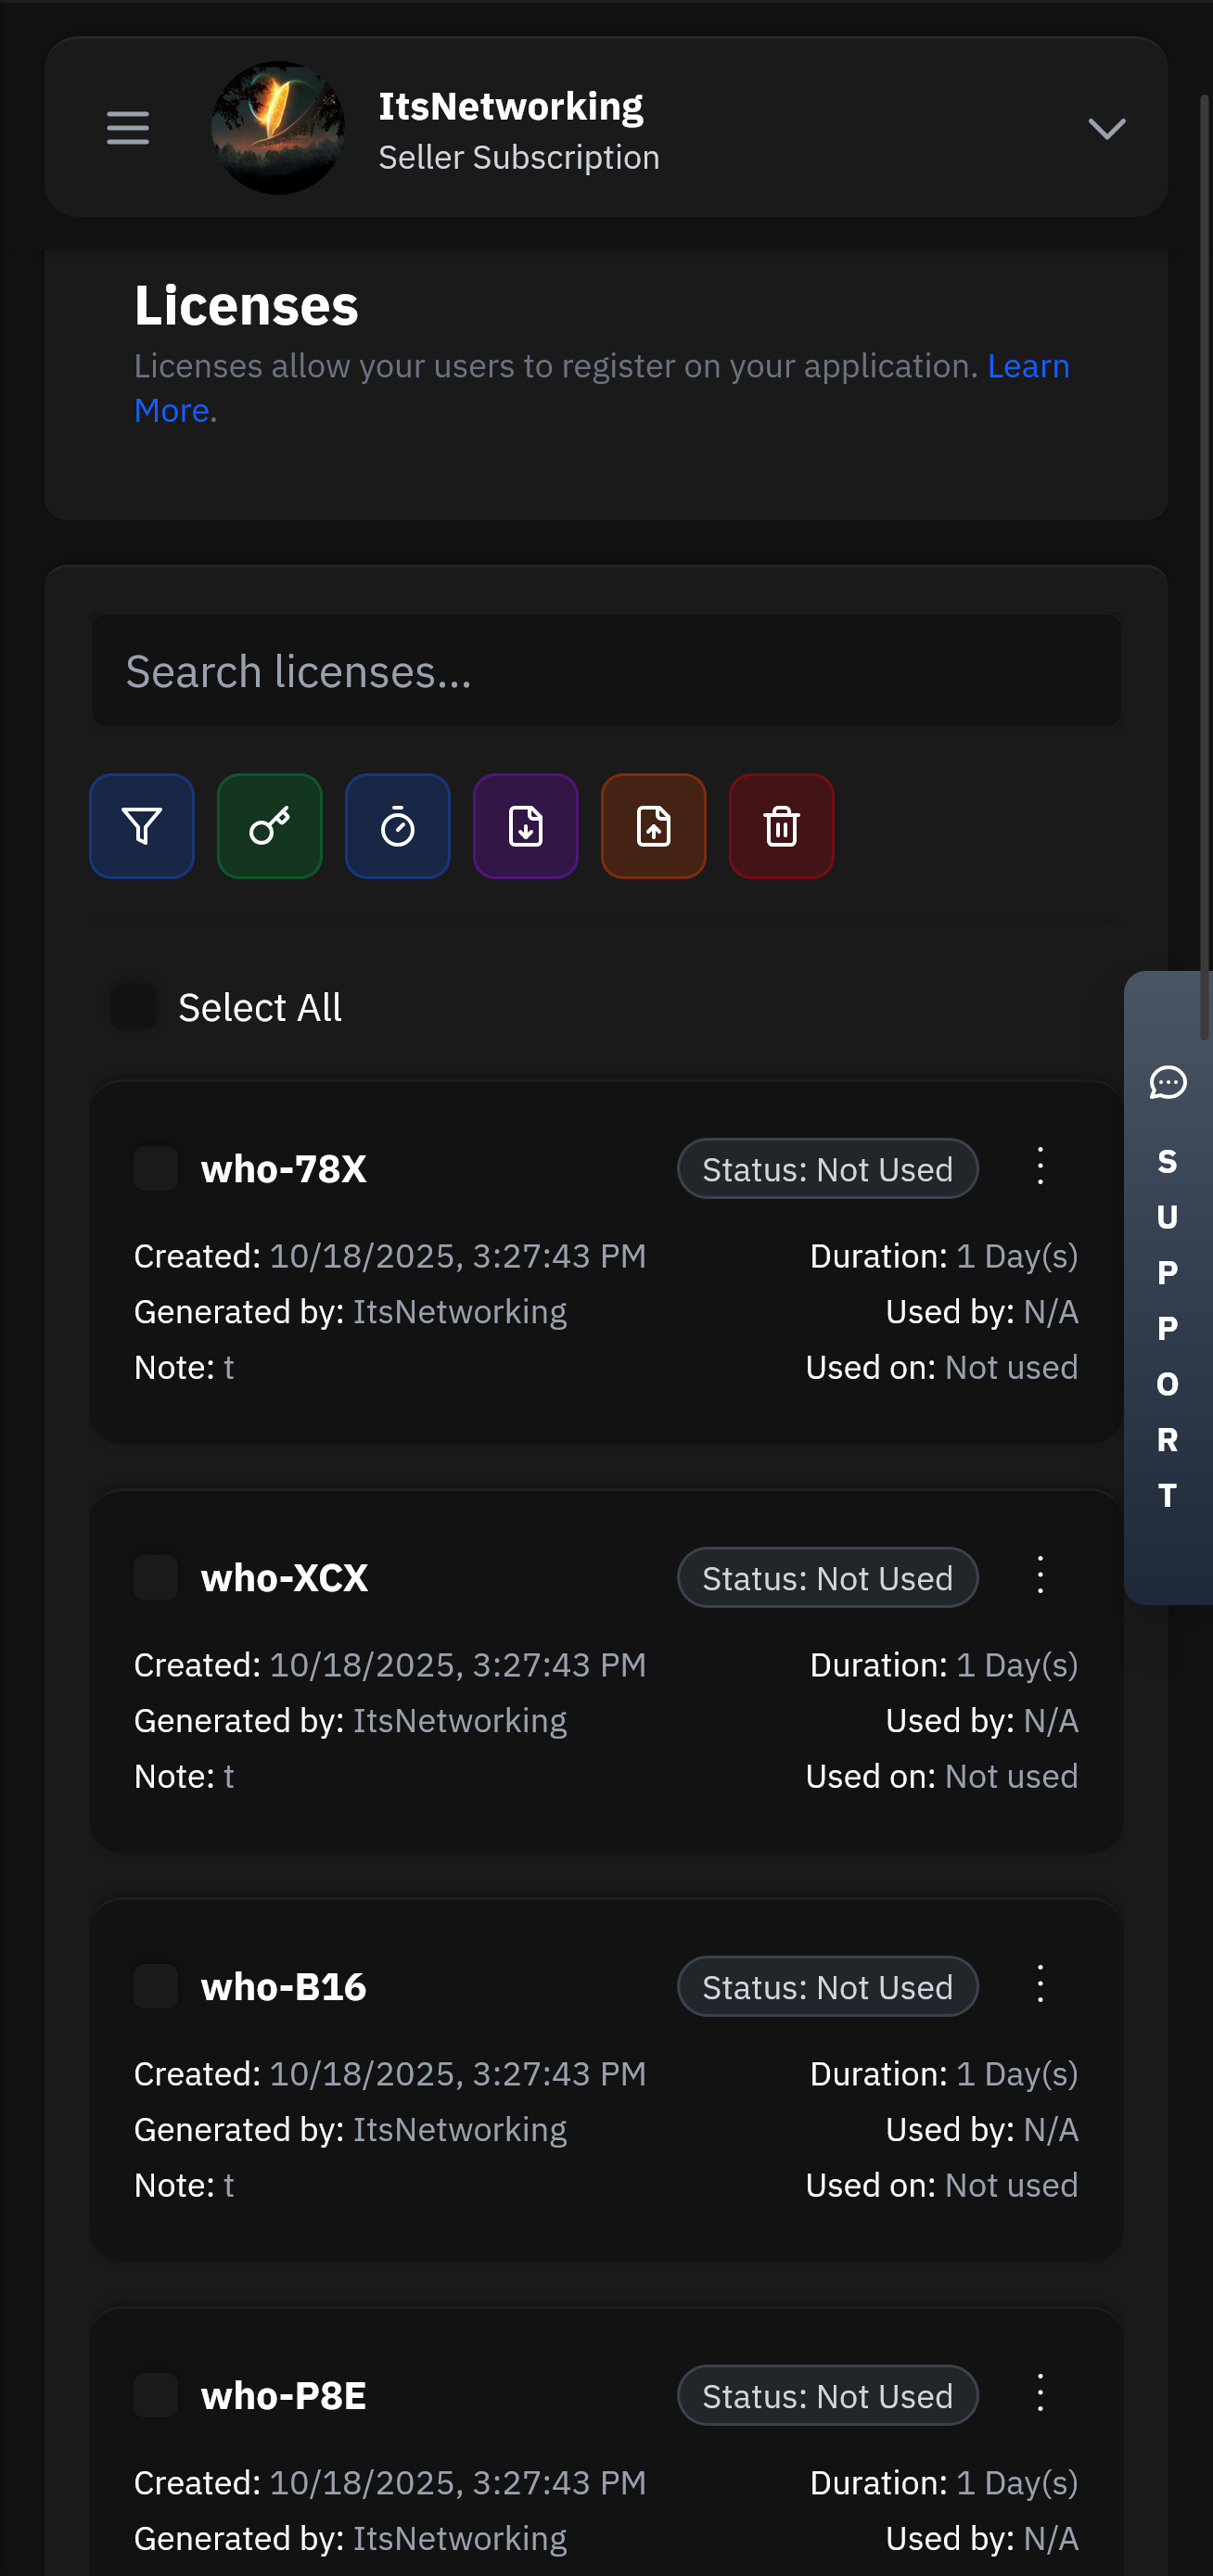 ItsNetworking
Seller Subscription
Licenses
Licenses allow your users to register on your application. Learn
More.
Search licenses...
Select All
who-78X Status: Not Used
Created: 10/18/2025, 3:27:43 PM Duration: 1 Day(s)
Generated by: ItsNetworking Used by: N/A
Note: t Used on: Not used
who-XCX Status: Not Used
Created: 10/18/2025, 3:27:43 PM Duration: 1 Day(s)
Generated by: ItsNetworking Used by: N/A
Note: t Used on: Not used
who-B16 Status: Not Used
Created: 10/18/2025, 3:27:43 PM Duration: 1 Day(s)
Generated by: ItsNetworking Used by: N/A
Note: t Used on: Not used
who-P8E Status: Not Used
Created: 10/18/2025, 3:27:43 PM Duration: 1 Day(s)
Generated by: ItsNetworking Used by: N/A
SUPPORT